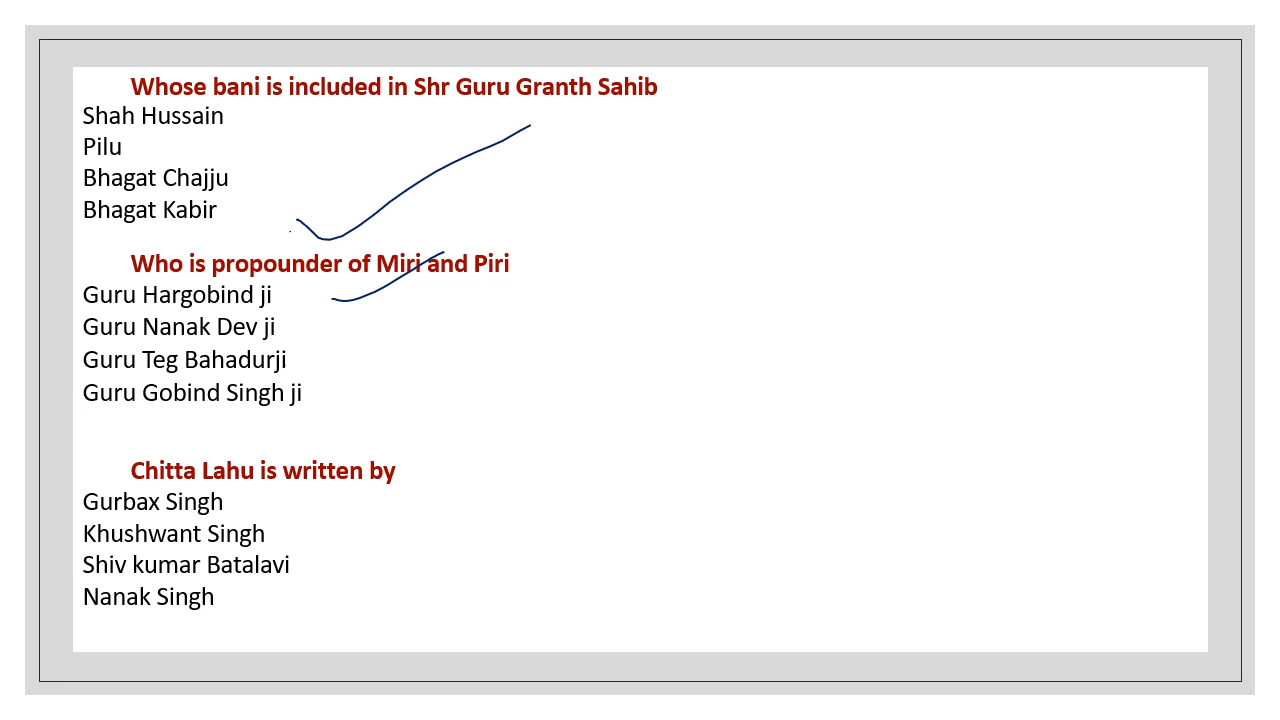 Whose bani is included in Shr Guru Granth Sahib
Shah Hussain
Pilu
Bhagat Chajju
Bhagat Kabir
Who is propounder of Miri and Piri
Guru Hargobind ji
Guru Nanak Dev ji
Guru Teg Bahadurji
Guru Gobind Singh ji
Chitta Lahu is written by
Gurbax Singh
Khushwant Singh
Shiv kumar Batalavi
Nanak Singh